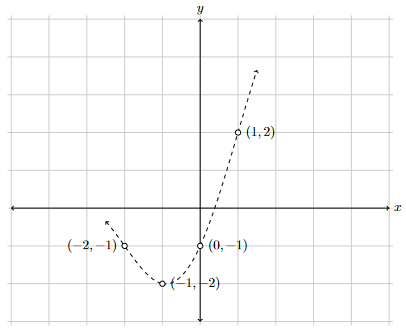 y
(1, 2)
x
(−2, −1)
(0, −1)
(−1, −2)